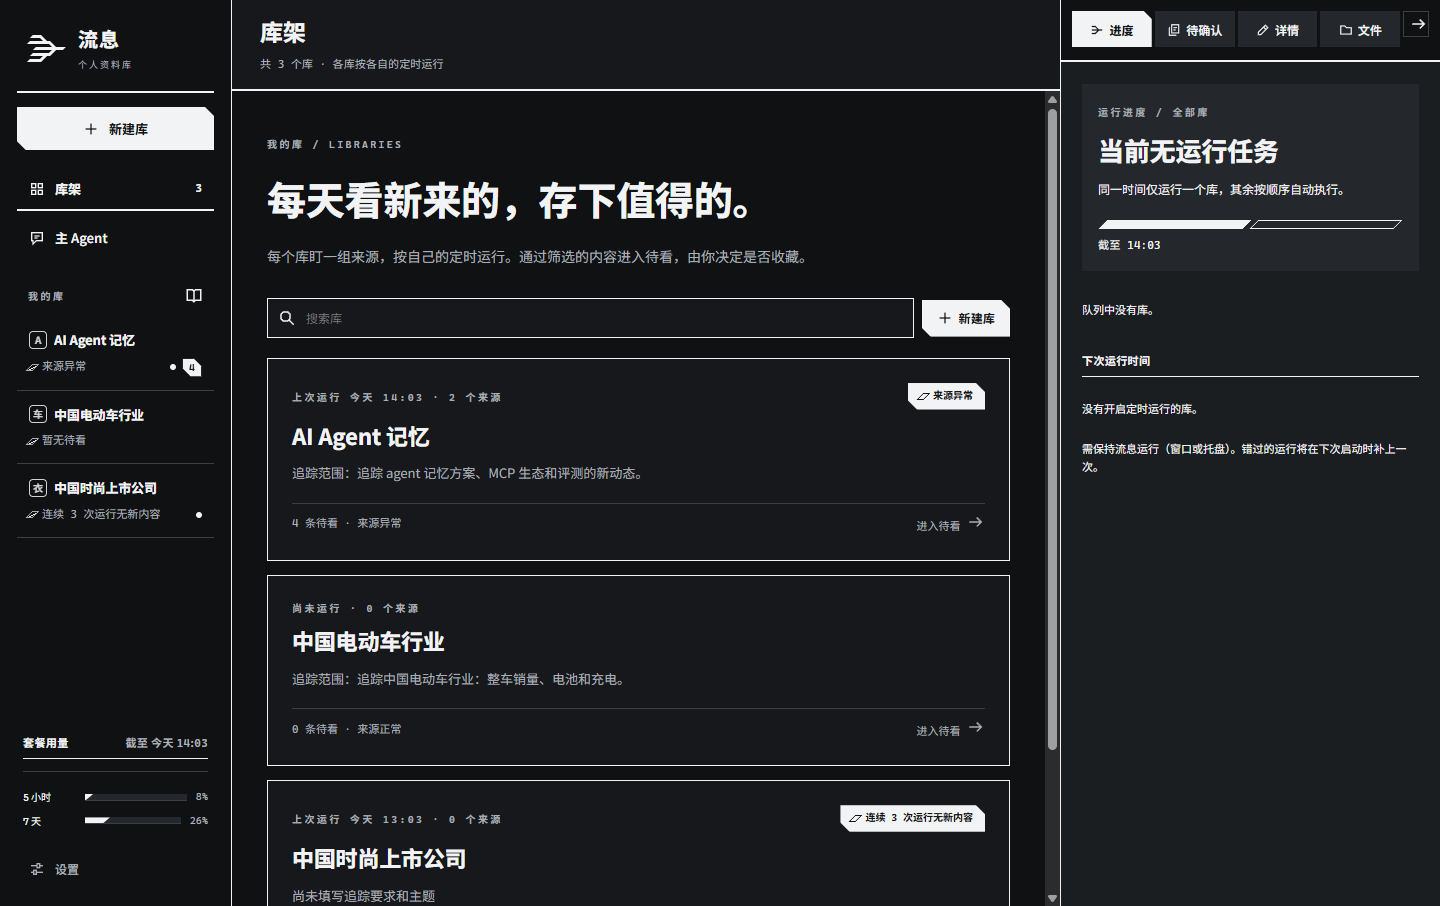 流息
个人资料库
新建库
库架 3
主 Agent
我的库
A AI Agent 记忆
来源异常 4
车 中国电动车行业
暂无待看
衣 中国时尚上市公司
连续 3 次运行无新内容
套餐用量 截至 今天 14:03
5 小时 8%
7 天 26%
设置
库架
共 3 个库 · 各库按各自的定时运行
我的库 / LIBRARIES
每天看新来的，存下值得的。
每个库盯一组来源，按自己的定时运行。通过筛选的内容进入待看，由你决定是否收藏。
搜索库
新建库
上次运行 今天 14:03 · 2 个来源
来源异常
AI Agent 记忆
追踪范围：追踪 agent 记忆方案、MCP 生态和评测的新动态。
4 条待看 · 来源异常
进入待看
尚未运行 · 0 个来源
中国电动车行业
追踪范围：追踪中国电动车行业：整车销量、电池和充电。
0 条待看 · 来源正常
进入待看
上次运行 今天 13:03 · 0 个来源
连续 3 次运行无新内容
中国时尚上市公司
尚未填写追踪要求和主题
进度
待确认
详情
文件
运行进度 / 全部库
当前无运行任务
同一时间仅运行一个库，其余按顺序自动执行。
截至 14:03
队列中没有库。
下次运行时间
没有开启定时运行的库。
需保持流息运行（窗口或托盘）。错过的运行将在下次启动时补上一
次。